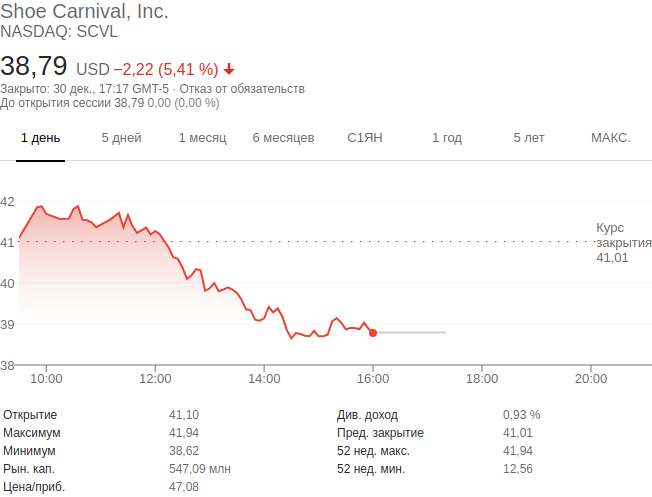 Shoe Carnival, Inc.
NASDAQ: SCVL
38,79 USD −2,22 (5,41 %)
Закрыто: 30 дек., 17:17 GMT-5 · Отказ от обязательств
До открытия сессии 38,79 0,00 (0,00 %)
1 день 5 дней 1 месяц 6 месяцев С1ЯН 1 год 5 лет МАКС.
42
Курс
закрытия
41
41,01
40
39
38
10:00 12:00 14:00 16:00 18:00 20:00
Открытие 41,10 Див. доход 0,93 %
Максимум 41,94 Пред. закрытие 41,01
Минимум 38,62 52 нед. макс. 41,94
Рын. кап. 547,09 млн 52 нед. мин. 12,56
Цена/приб. 47,08